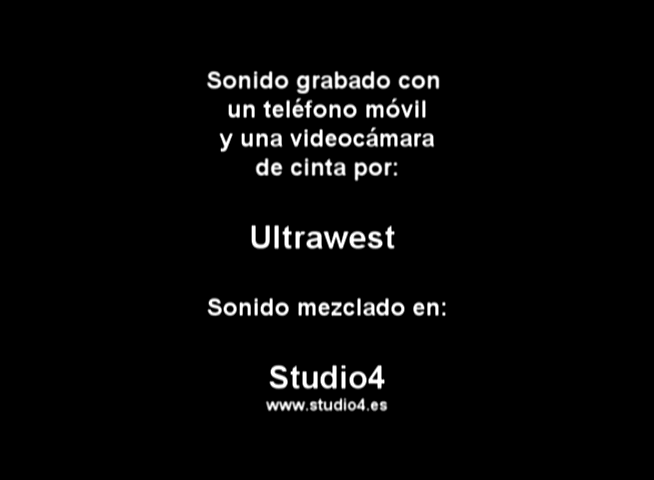 Sonido grabado con
un teléfono móvil
y una videocámara
de cinta por:
Ultrawest
Sonido mezclado en:
Studio4
www.studio4.es